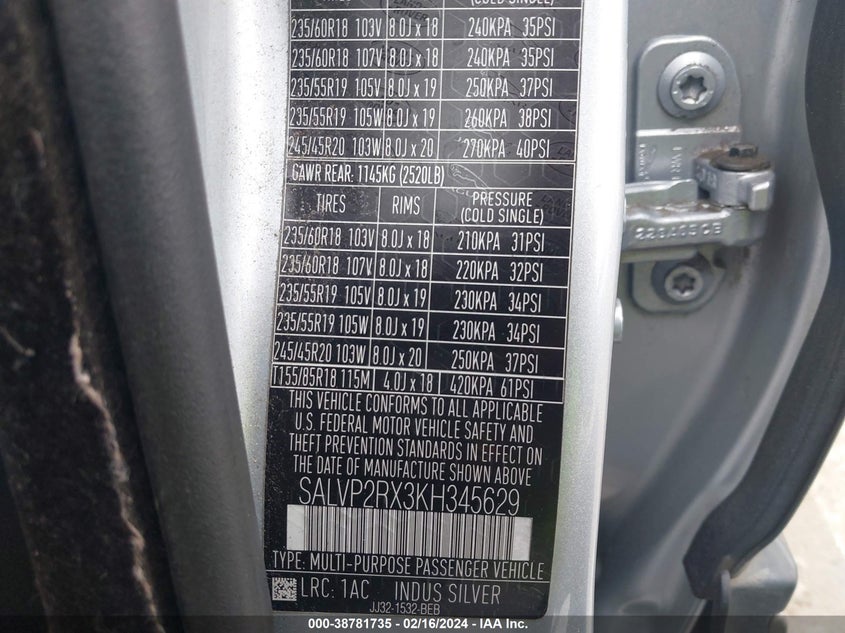 (COLD SINGLE)
235/60R18 103V 8.0J x 18 240KPA 35PSI
235/60R18 107V 8.0J x 18 240KPA 35PSI
235/55R19 105V 8.0J x 19 250KPA 37PSI
235/55R19 105W 8.0J x 19 260KPA 38PSI
245/45R20 103W 8.0J x 20 270KPA 40PSI
GAWR REAR: 1145KG (2520LB)
TIRES RIMS PRESSURE
(COLD SINGLE)
235/60R18 103V 8.0J x 18 210KPA 31PSI
235/60R18 107V 8.0J x 18 220KPA 32PSI
235/55R19 105V 8.0J x 19 230KPA 34PSI
235/55R19 105W 8.0J x 19 230KPA 34PSI
245/45R20 103W 8.0J x 20 250KPA 37PSI
T155/85R18 115M 4.0J x 18 420KPA 61PSI
THIS VEHICLE CONFORMS TO ALL APPLICABLE
U.S. FEDERAL MOTOR VEHICLE SAFETY AND
THEFT PREVENTION STANDARDS IN EFFECT ON
THE DATE OF MANUFACTURE SHOWN ABOVE
SALVP2RX3KH345629
TYPE: MULTI-PURPOSE PASSENGER VEHICLE
LRC: 1AC INDUS SILVER
JJ32-1532-BEB
000-38781735 - 02/16/2024 - IAA Inc.